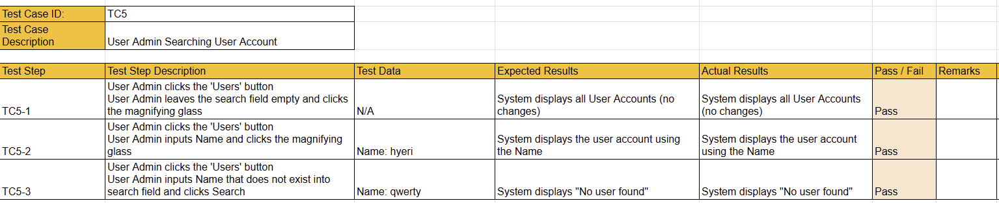 Test Case ID: TC5
Test Case
Description User Admin Searching User Account
Test Step Test Step Description Test Data Expected Results Actual Results Pass / Fail Remarks
User Admin clicks the 'Users' button
User Admin leaves the search field empty and clicks System displays all User Accounts (no System displays all User Accounts
TC5-1 the magnifying glass N/A changes) (no changes) Pass
User Admin clicks the 'Users' button
User Admin inputs Name and clicks the magnifying System displays the user account using System displays the user account
TC5-2 glass Name: hyeri the Name using the Name Pass
User Admin clicks the 'Users' button
User Admin inputs Name that does not exist into
TC5-3 search field and clicks Search Name: qwerty System displays "No user found" System displays "No user found" Pass